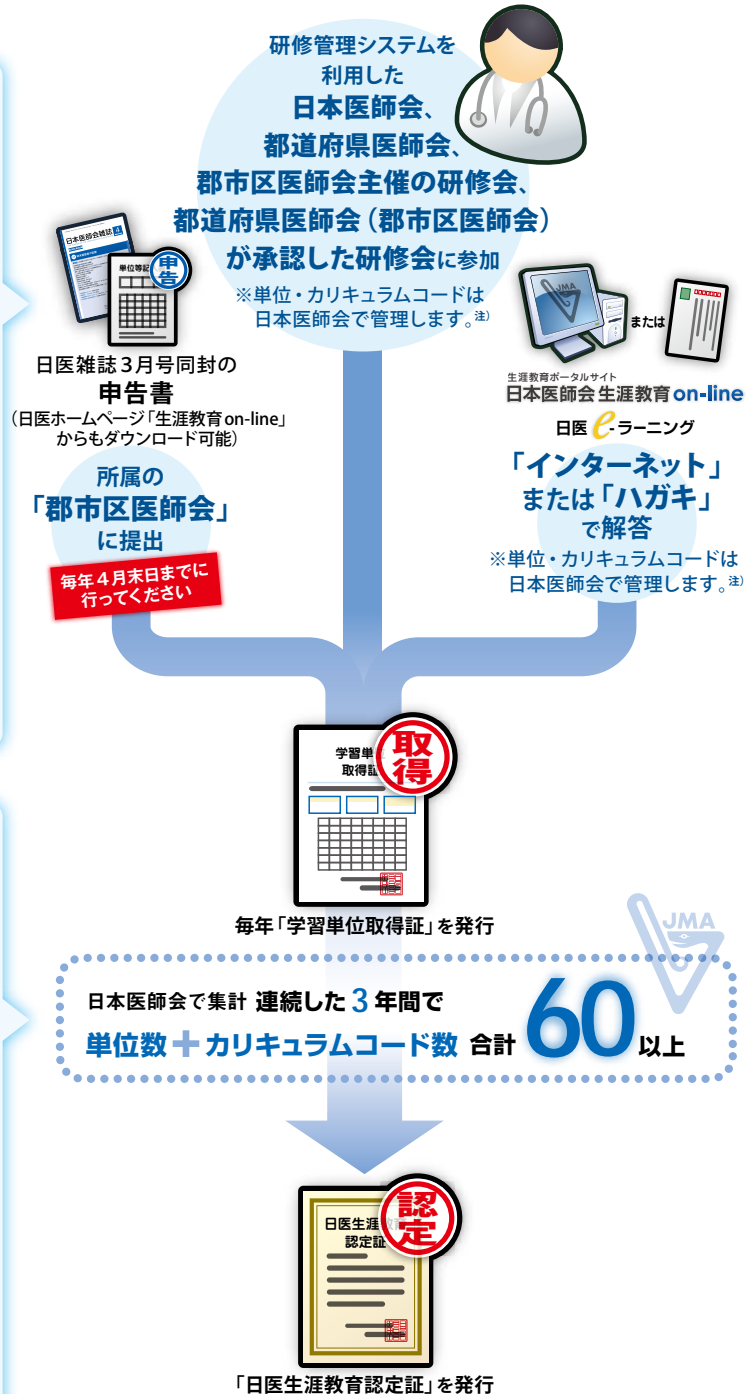 研修管理システムを
利用した
日本医師会、
都道府県医師会、
郡市区医師会主催の研修会、
都道府県医師会（郡市区医師会）
が承認した研修会に参加
※単位・カリキュラムコードは
日本医師会で管理します。注）
日本医師会雑誌 4
単位等記
申告
日医雑誌3月号同封の
申告書
（日医ホームページ「生涯教育on-line」
からもダウンロード可能）
所属の
「郡市区医師会」
に提出
毎年4月末日までに
行ってください
JMA
または
生涯教育ポータルサイト
日本医師会生涯教育on-line
日医e-ラーニング
「インターネット」
または「ハガキ」
で解答
※単位・カリキュラムコードは
日本医師会で管理します。注）
学習単
取得証
取得
毎年「学習単位取得証」を発行
JMA
日本医師会で集計 連続した3年間で
単位数＋カリキュラムコード数 合計60以上
日医生涯教育
認定証
認定
「日医生涯教育認定証」を発行